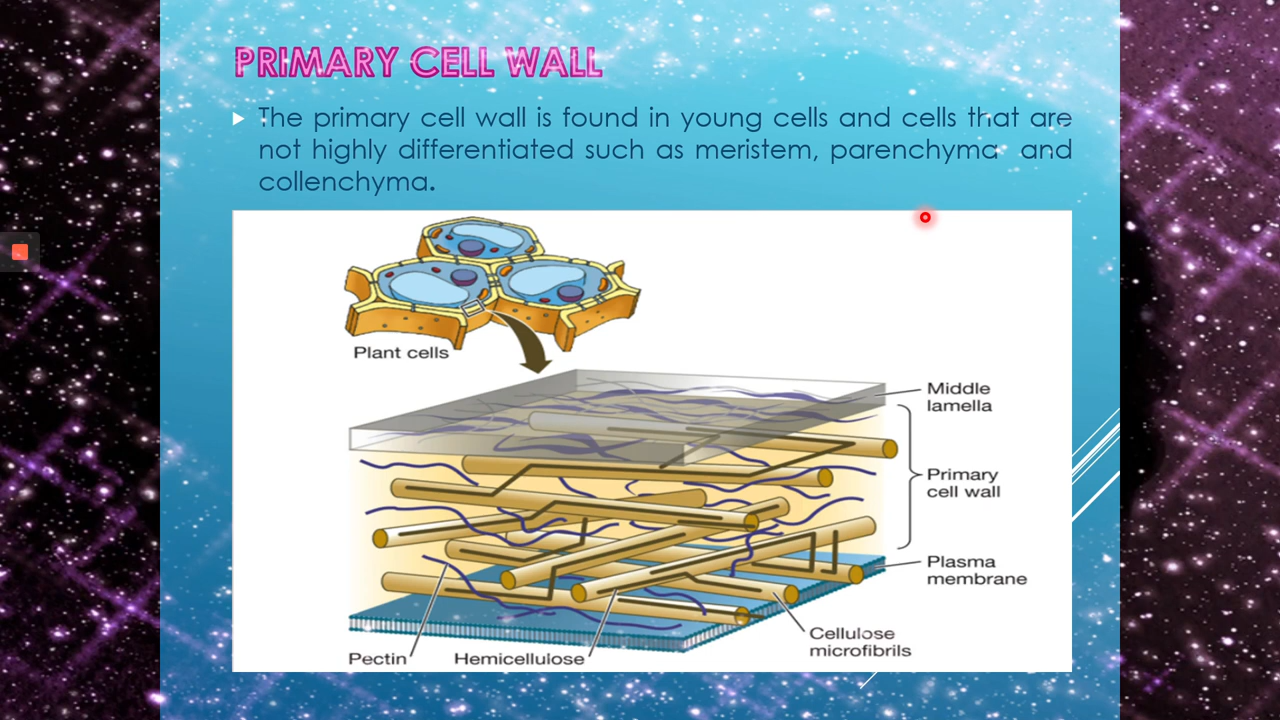 PRIMARY CELL WALL
The primary cell wall is found in young cells and cells that are
not highly differentiated such as meristem, parenchyma and
collenchyma.
Plant cells
Middle
lamella
Primary
cell wall
Plasma
membrane
Cellulose
microfibrils
Pectin
Hemicellulose